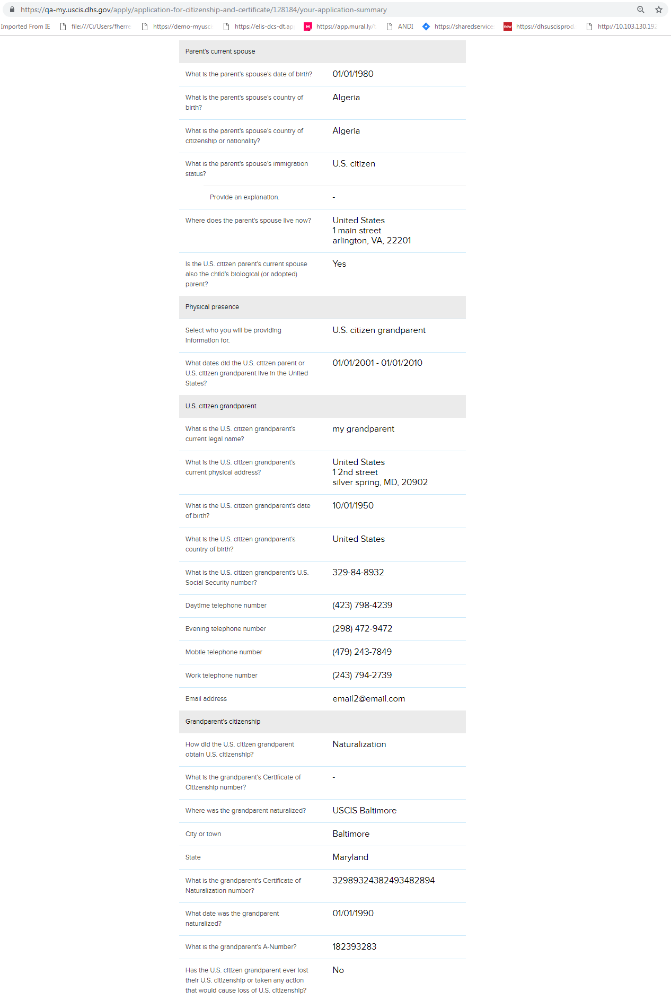 https://qa-my.uscis.dhs.gov/apply/application-for-citizenship-and-certificate/128184/your-application-summary
Imported From IE file:///C:/Users/fherre https://demo-myusci https://elis-dcs-dt.ap https://app.mural.ly/t ANDI https://sharedservice https://dhsuscisprod. http://10.103.130.192
Parent's current spouse
What is the parent's spouse's date of birth? 01/01/1980
What is the parent's spouse's country of Algeria
birth?
What is the parent's spouse's country of Algeria
citizenship or nationality?
What is the parent's spouse's immigration U.S. citizen
status?
Provide an explanation. -
Where does the parent's spouse live now? United States
1 main street
arlington, VA, 22201
Is the U.S. citizen parent's current spouse Yes
also the child's biological (or adopted)
parent?
Physical presence
Select who you will be providing U.S. citizen grandparent
information for.
What dates did the U.S. citizen parent or 01/01/2001 - 01/01/2010
U.S. citizen grandparent live in the United
States?
U.S. citizen grandparent
What is the U.S. citizen grandparent's my grandparent
current legal name?
What is the U.S. citizen grandparent's United States
current physical address? 1 2nd street
silver spring, MD, 20902
What is the U.S. citizen grandparent's date 10/01/1950
of birth?
What is the U.S. citizen grandparent's United States
country of birth?
What is the U.S. citizen grandparent's U.S. 329-84-8932
Social Security number?
Daytime telephone number (423) 798-4239
Evening telephone number (298) 472-9472
Mobile telephone number (479) 243-7849
Work telephone number (243) 794-2739
Email address email2@email.com
Grandparent's citizenship
How did the U.S. citizen grandparent Naturalization
obtain U.S. citizenship?
What is the grandparent's Certificate of -
Citizenship number?
Where was the grandparent naturalized? USCIS Baltimore
City or town Baltimore
State Maryland
What is the grandparent's Certificate of 32989324382493482894
Naturalization number?
What date was the grandparent 01/01/1990
naturalized?
What is the grandparent's A-Number? 182393283
Has the U.S. citizen grandparent ever lost No
their U.S. citizenship or taken any action
that would cause loss of U.S. citizenship?